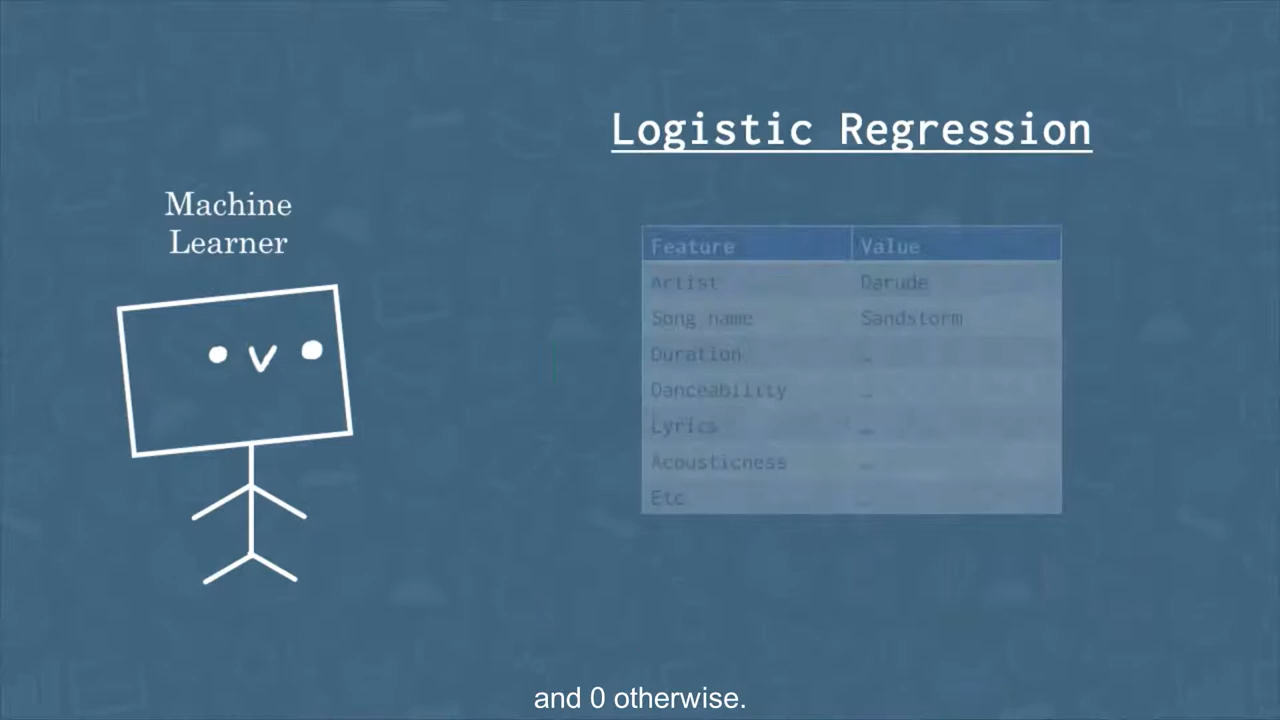 Logistic Regression
Machine
Learner
Feature Value
Artist Darude
Song name Sandstorm
Duration …
Danceability …
Lyrics …
Acousticness …
Etc …
and 0 otherwise.